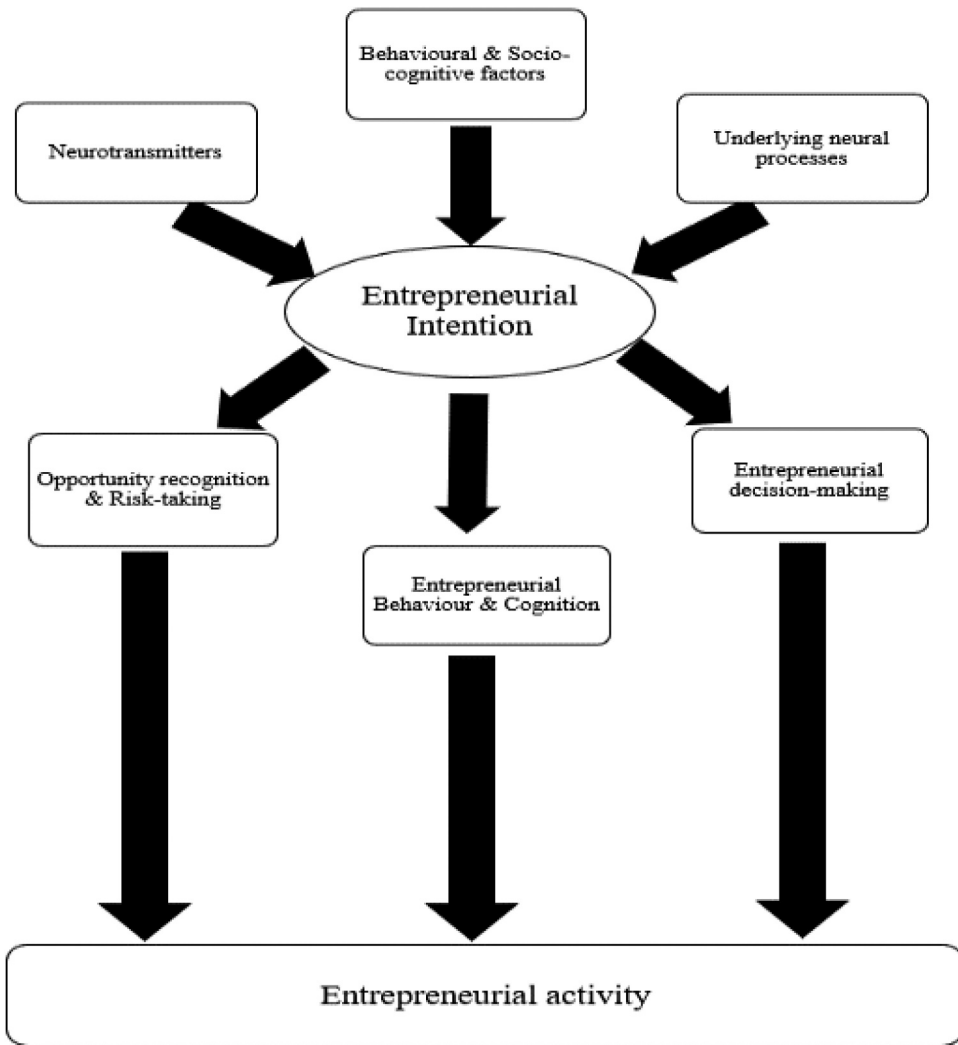 Behavioural & Socio-
cognitive factors
Neurotransmitters
Underlying neural
processes
Entrepreneurial
Intention
Opportunity recognition
& Risk-taking
Entrepreneurial
decision-making
Entrepreneurial
Behaviour & Cognition
Entrepreneurial activity